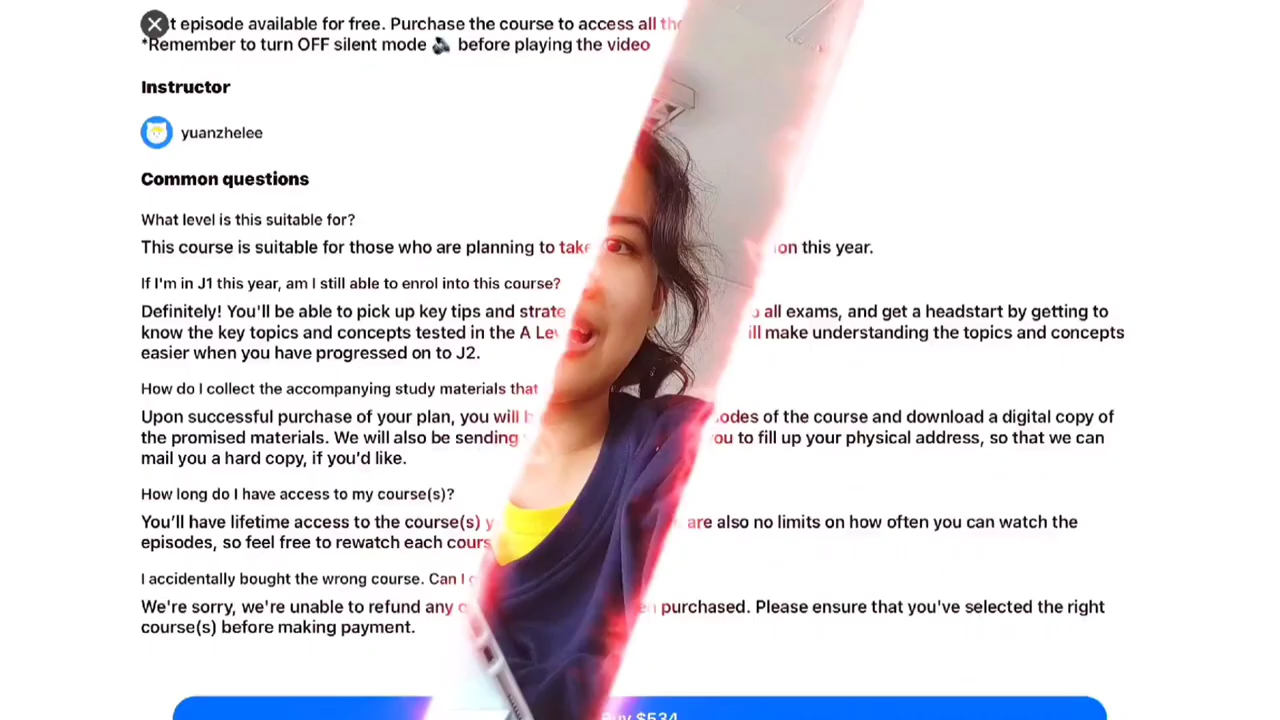 t episode available for free. Purchase the course to access all the
*Remember to turn OFF silent mode 🔈 before playing the video
Instructor
yuanzhelee
Common questions
What level is this suitable for?
This course is suitable for those who are planning to take on this year.
If I'm in J1 this year, am I still able to enrol into this course?
Definitely! You'll be able to pick up key tips and strate all exams, and get a headstart by getting to
know the key topics and concepts tested in the A Le ill make understanding the topics and concepts
easier when you have progressed on to J2.
How do I collect the accompanying study materials that
Upon successful purchase of your plan, you will odes of the course and download a digital copy of
the promised materials. We will also be sending you to fill up your physical address, so that we can
mail you a hard copy, if you'd like.
How long do I have access to my course(s)?
You'll have lifetime access to the course(s) are also no limits on how often you can watch the
episodes, so feel free to rewatch each cours
I accidentally bought the wrong course. Can I
We're sorry, we're unable to refund any purchased. Please ensure that you've selected the right
course(s) before making payment.
Buy $534